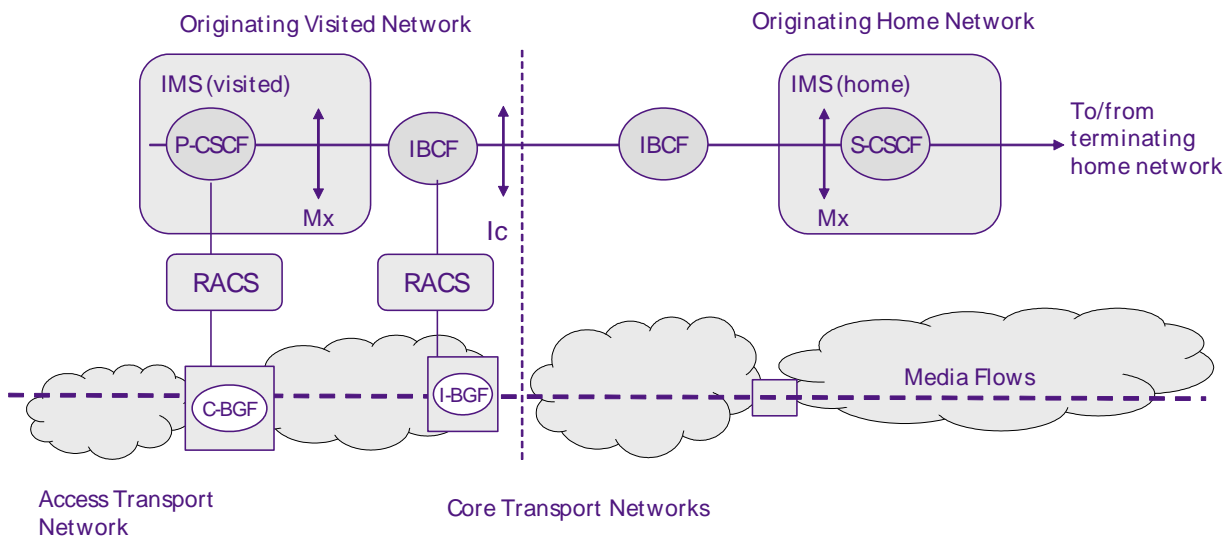 Originating Visited Network
Originating Home Network
IMS (visited)
IMS (home)
P-CSCF
IBCF
IBCF
S-CSCF
To/from
terminating
home network
Mx
Ic
Mx
RACS
RACS
C-BGF
I-BGF
Media Flows
Access Transport
Network
Core Transport Networks